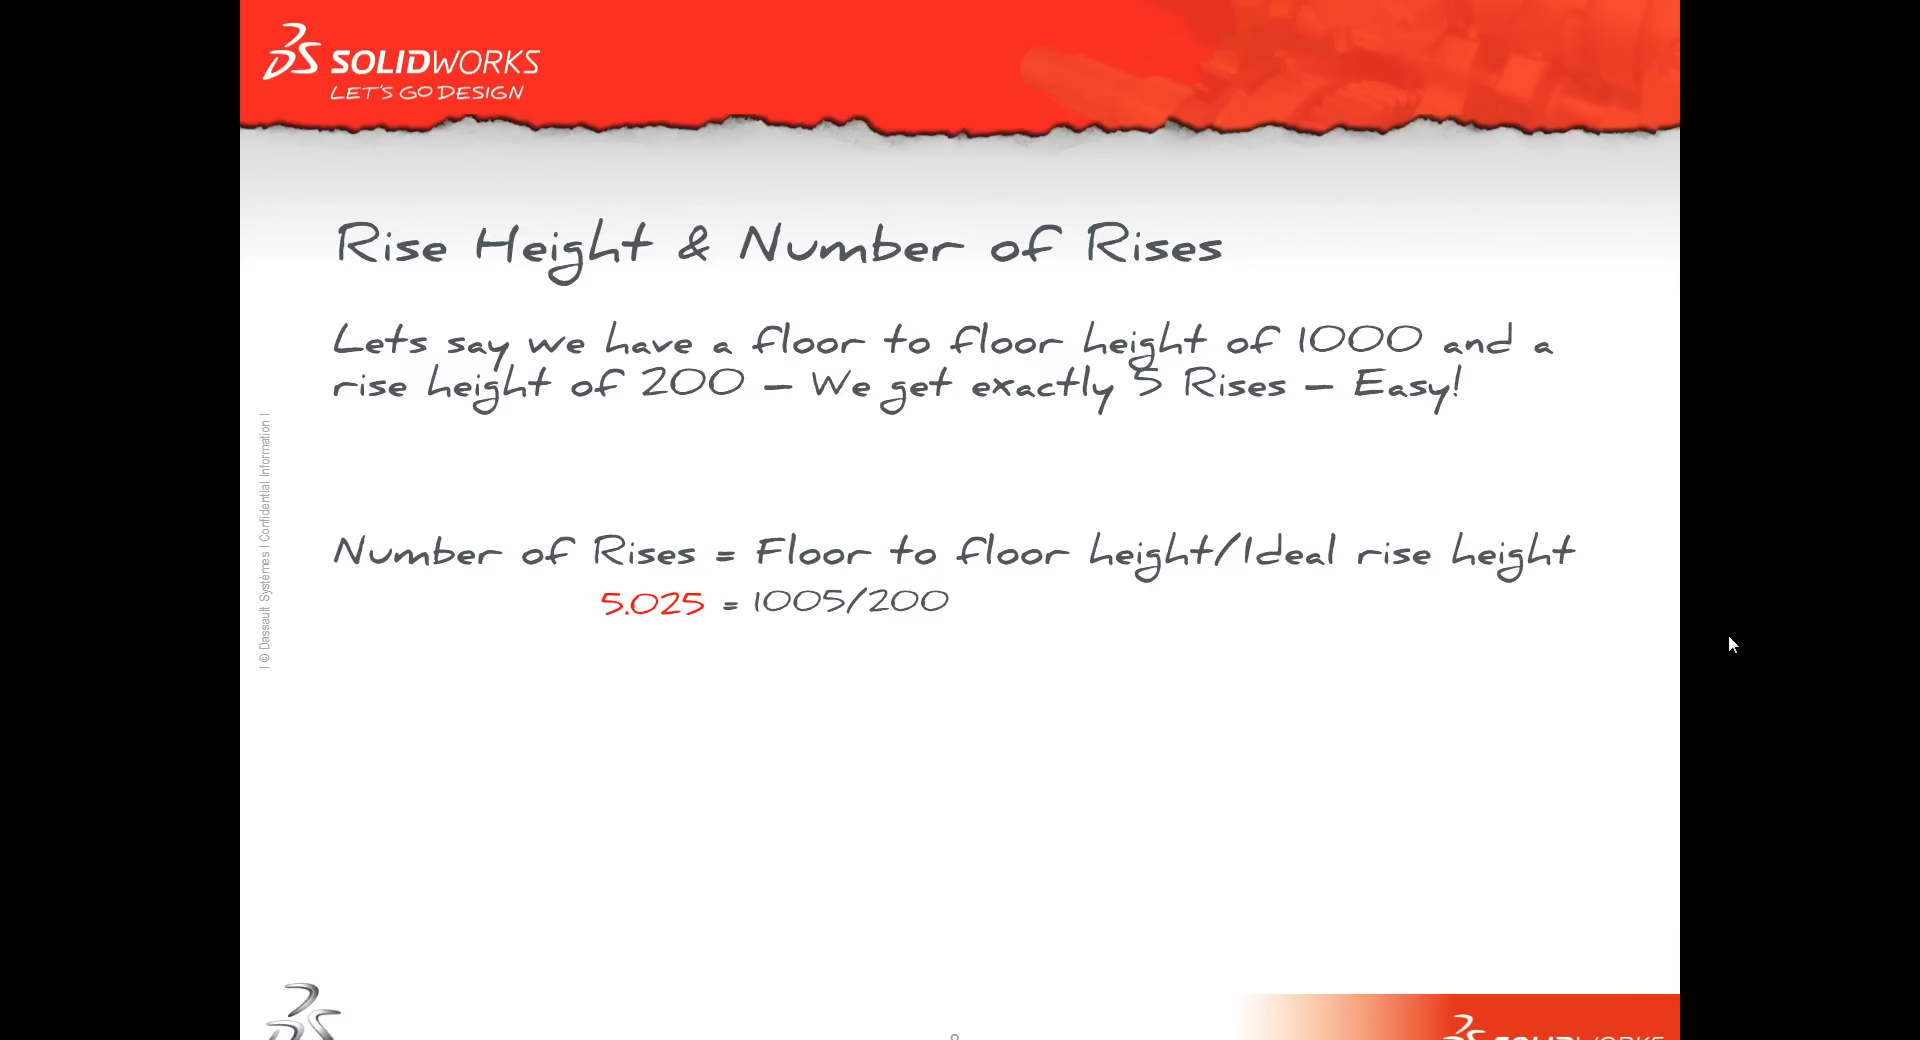 SOLIDWORKS
LET'S GO DESIGN
Rise Height & Number of Rises
Lets say we have a floor to floor height of 1000 and a
rise height of 200 – We get exactly 5 Rises – Easy!
Number of Rises = Floor to floor height/Ideal rise height
5.025 = 1005/200
I © Dassault Systèmes I Confidential Information I
SOLIDWORKS